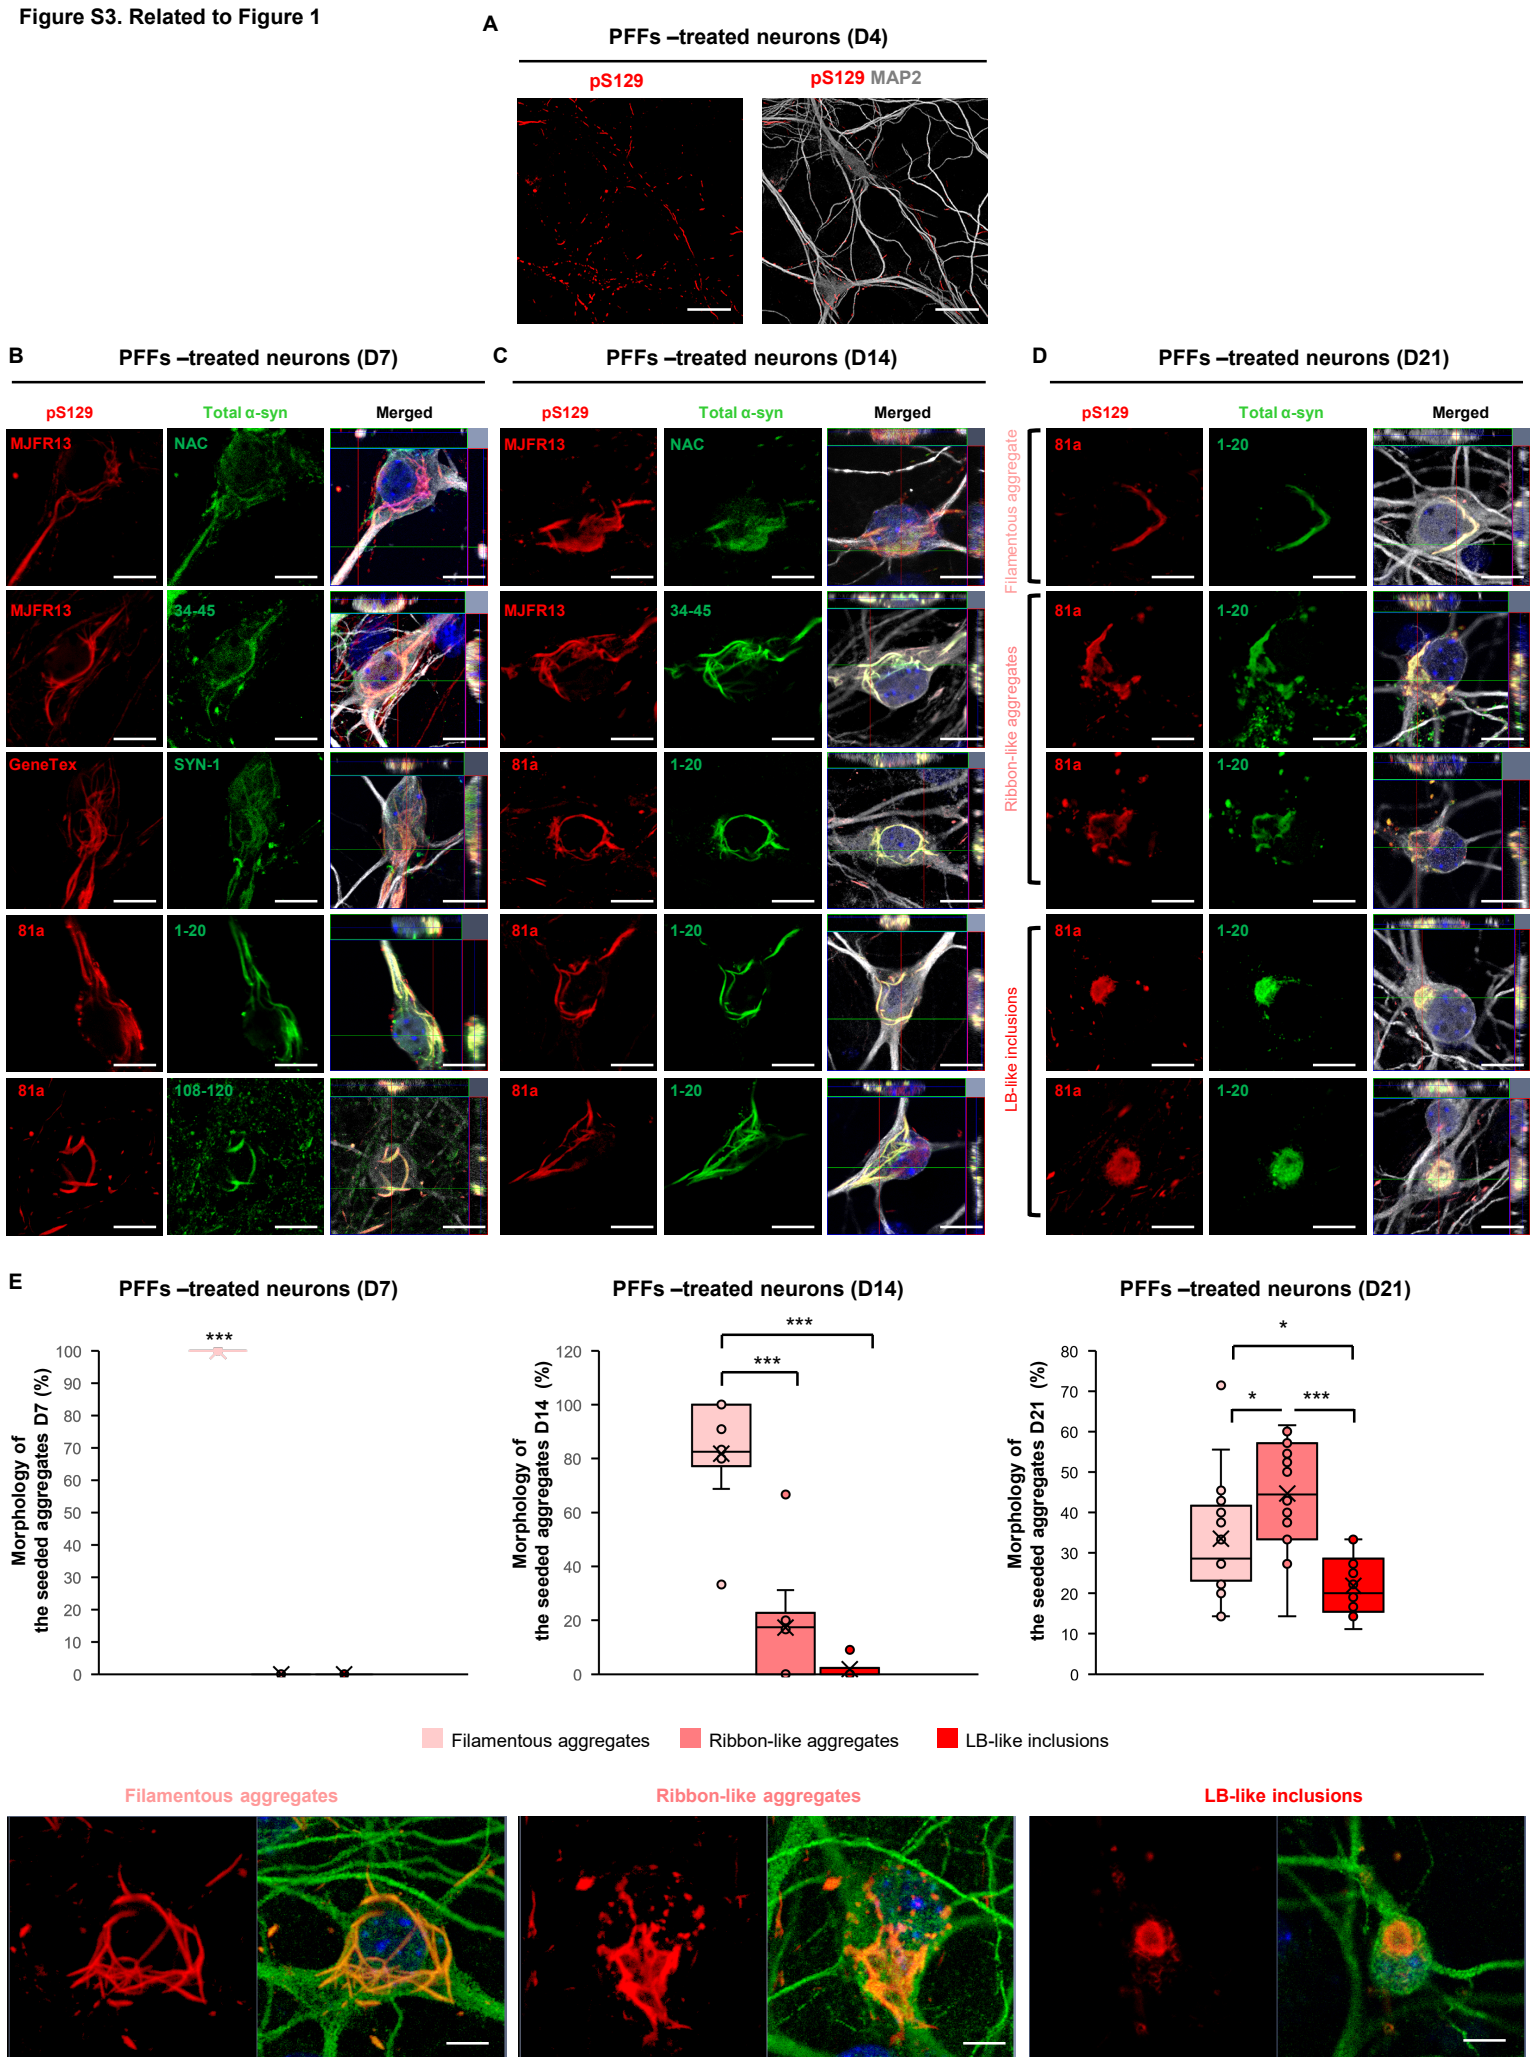 Figure S3. Related to Figure 1
A
PFFs –treated neurons (D4)
pS129
pS129 MAP2
B
PFFs –treated neurons (D7)
pS129
Total α-syn
Merged
MJFR13
NAC
MJFR13
34-45
GeneTex
SYN-1
81a
1-20
81a
108-120
C
PFFs –treated neurons (D14)
pS129
Total α-syn
Merged
MJFR13
NAC
MJFR13
34-45
81a
1-20
81a
1-20
81a
1-20
D
PFFs –treated neurons (D21)
pS129
Total α-syn
Merged
Filamentous aggregate
81a
1-20
Ribbon-like aggregates
81a
1-20
81a
1-20
LB-like inclusions
81a
1-20
81a
1-20
E
PFFs –treated neurons (D7)
Morphology of
the seeded aggregates D7 (%)
100
90
80
70
60
50
40
30
20
10
0
***
PFFs –treated neurons (D14)
Morphology of
the seeded aggregates D14 (%)
120
100
80
60
40
20
0
***
***
PFFs –treated neurons (D21)
Morphology of
the seeded aggregates D21 (%)
80
70
60
50
40
30
20
10
0
*
*
***
Filamentous aggregates
Ribbon-like aggregates
LB-like inclusions
Filamentous aggregates
Ribbon-like aggregates
LB-like inclusions